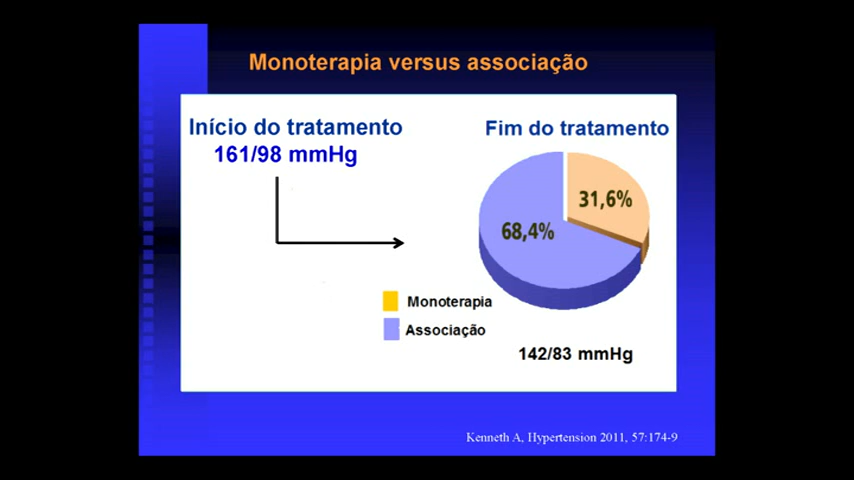 Monoterapia versus associação
Início do tratamento
161/98 mmHg
Fim do tratamento
31,6%
68,4%
Monoterapia
Associação
142/83 mmHg
Kenneth A, Hypertension 2011, 57:174-9